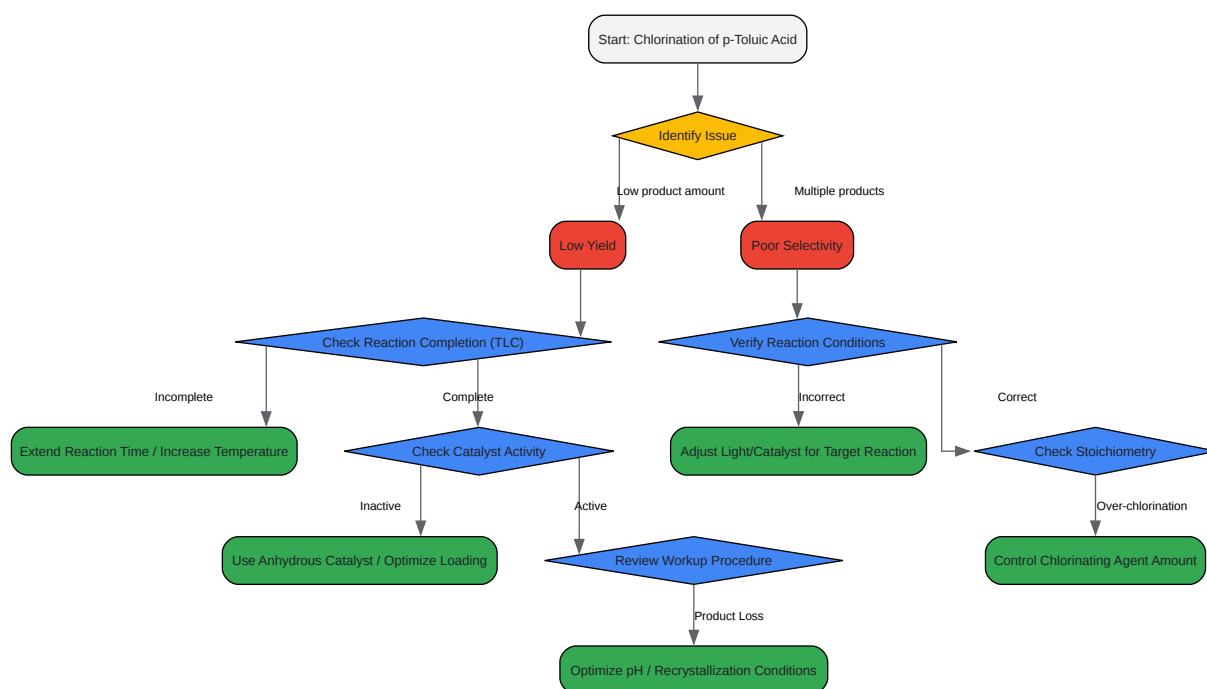 Start: Chlorination of p-Toluic Acid
Identify Issue
Low product amount
Multiple products
Low Yield
Poor Selectivity
Check Reaction Completion (TLC)
Verify Reaction Conditions
Incomplete
Complete
Incorrect
Correct
Extend Reaction Time / Increase Temperature
Check Catalyst Activity
Adjust Light/Catalyst for Target Reaction
Check Stoichiometry
Inactive
Active
Over-chlorination
Use Anhydrous Catalyst / Optimize Loading
Review Workup Procedure
Control Chlorinating Agent Amount
Product Loss
Optimize pH / Recrystallization Conditions